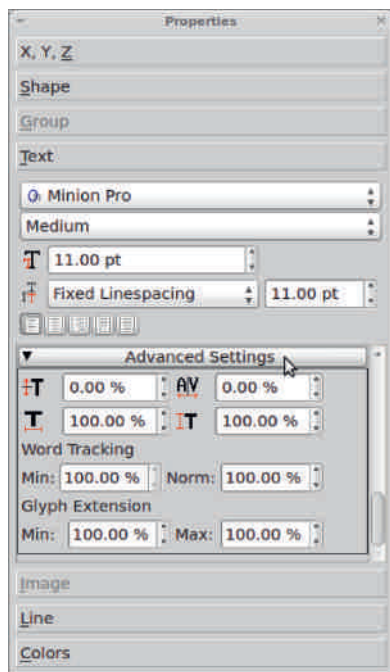 Properties
X, Y, Z
Shape
Group
Text
Minion Pro
Medium
11.00 pt
Fixed Linespacing 11.00 pt
Advanced Settings
0.00 % 0.00 %
100.00 % 100.00 %
Word Tracking
Min: 100.00 % Norm: 100.00 %
Glyph Extension
Min: 100.00 % Max: 100.00 %
Image
Line
Colors